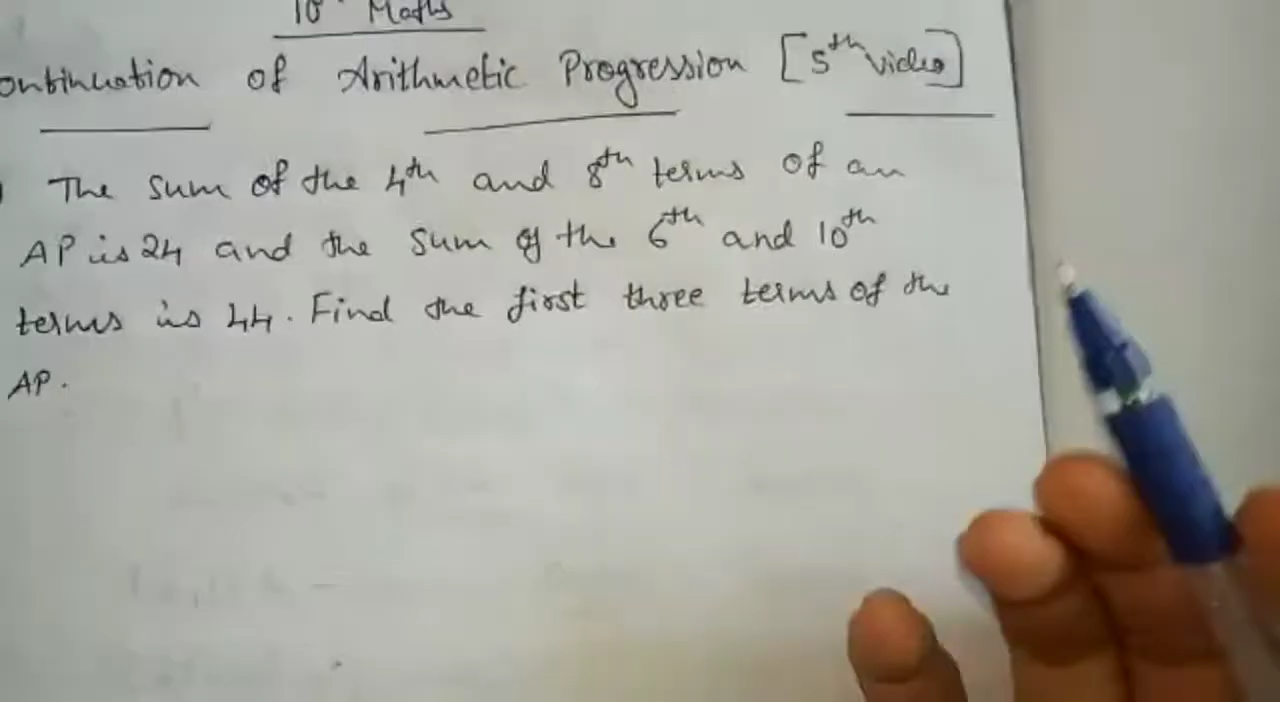 10 Maths
ontinuation of Arithmetic Progression [5th video]
The sum of the 4th and 8th terms of an
AP is 24 and the sum of the 6th and 10th
terms is 44. Find the first three terms of the
AP.